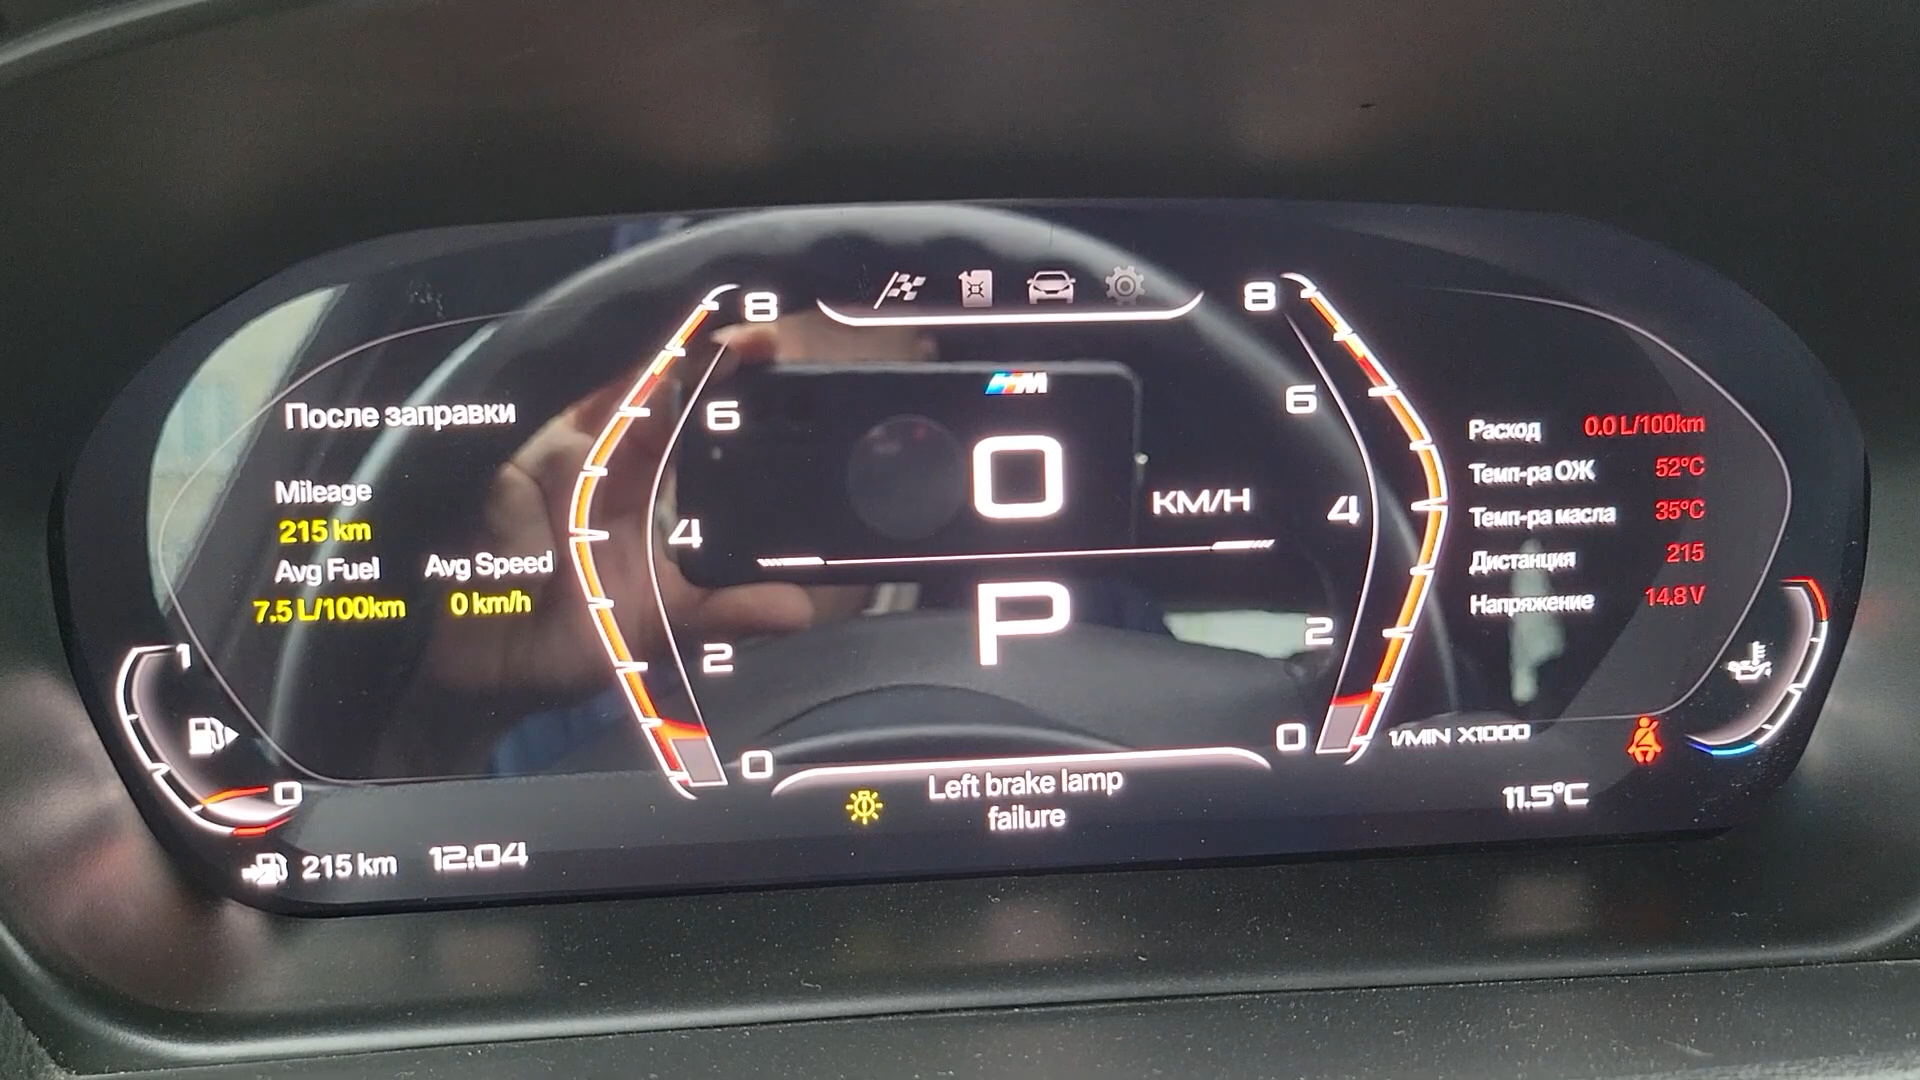 После заправки
Mileage
215 km
Avg Fuel Avg Speed
7.5 L/100km 0 km/h
1
0
215 km 12:04
8
6
4
2
0
M
0 KM/H
P
Left brake lamp
failure
8
6
4
2
0
1/MIN X1000
Расход 0.0 L/100km
Темп-ра ОЖ 52°C
Темп-ра масла 35°C
Дистанция 215
Напряжение 14.8 V
11.5°C